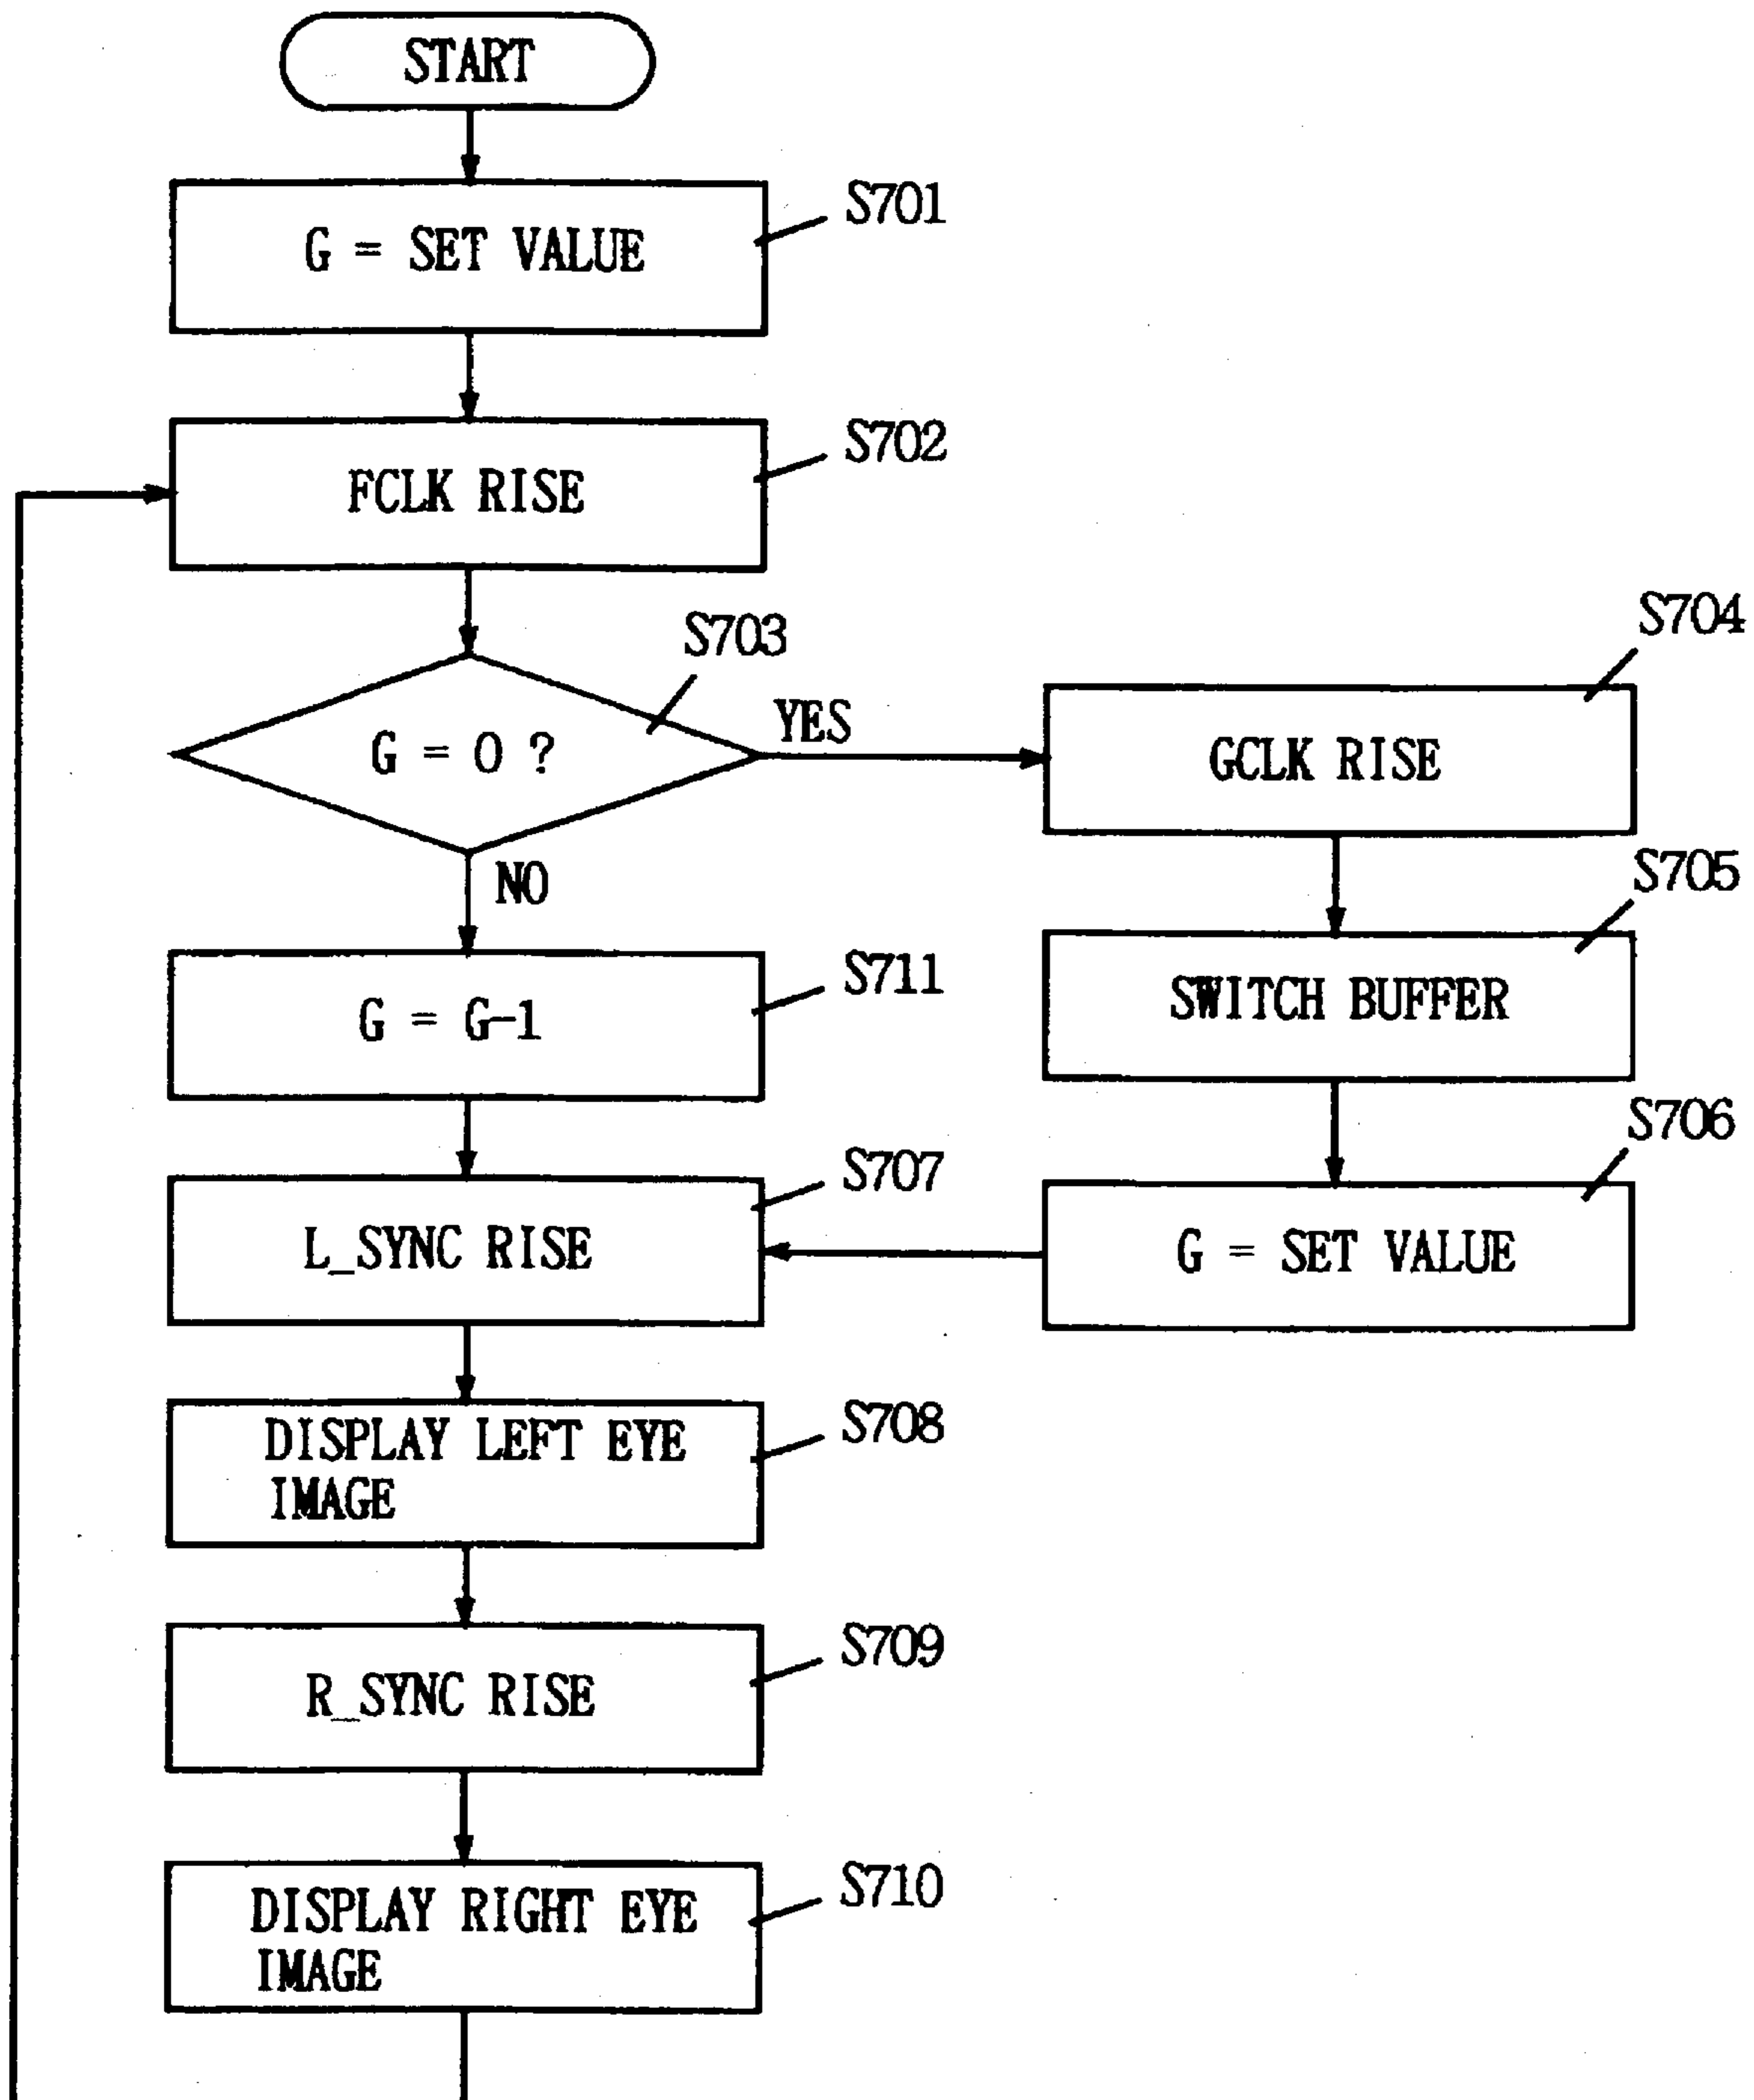 START
G = SET VALUE
S701
FCLK RISE
S702
G = 0 ?
S703
YES
NO
GCLK RISE
S704
SWITCH BUFFER
S705
G = SET VALUE
S706
G = G-1
S711
L_SYNC RISE
S707
DISPLAY LEFT EYE
IMAGE
S708
R_SYNC RISE
S709
DISPLAY RIGHT EYE
IMAGE
S710